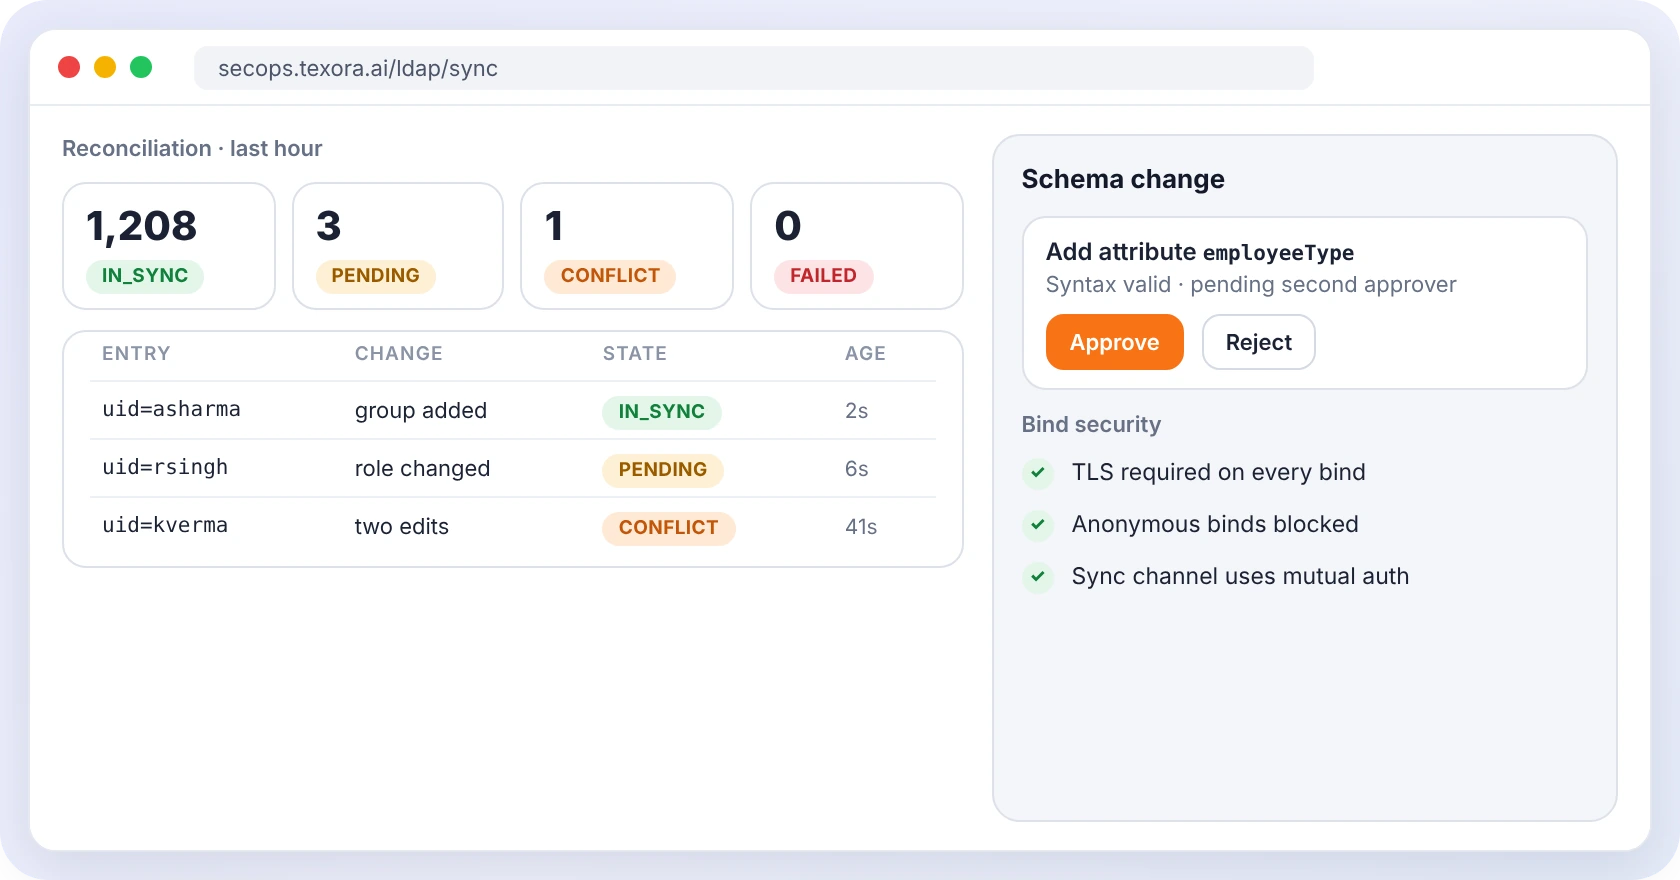 secops.texora.ai/ldap/sync
Reconciliation · last hour
1,208
IN_SYNC
3
PENDING
1
CONFLICT
0
FAILED
ENTRY CHANGE STATE AGE
uid=asharma group added IN_SYNC 2s
uid=rsingh role changed PENDING 6s
uid=kverma two edits CONFLICT 41s
Schema change
Add attribute employeeType
Syntax valid · pending second approver
Approve Reject
Bind security
TLS required on every bind
Anonymous binds blocked
Sync channel uses mutual auth